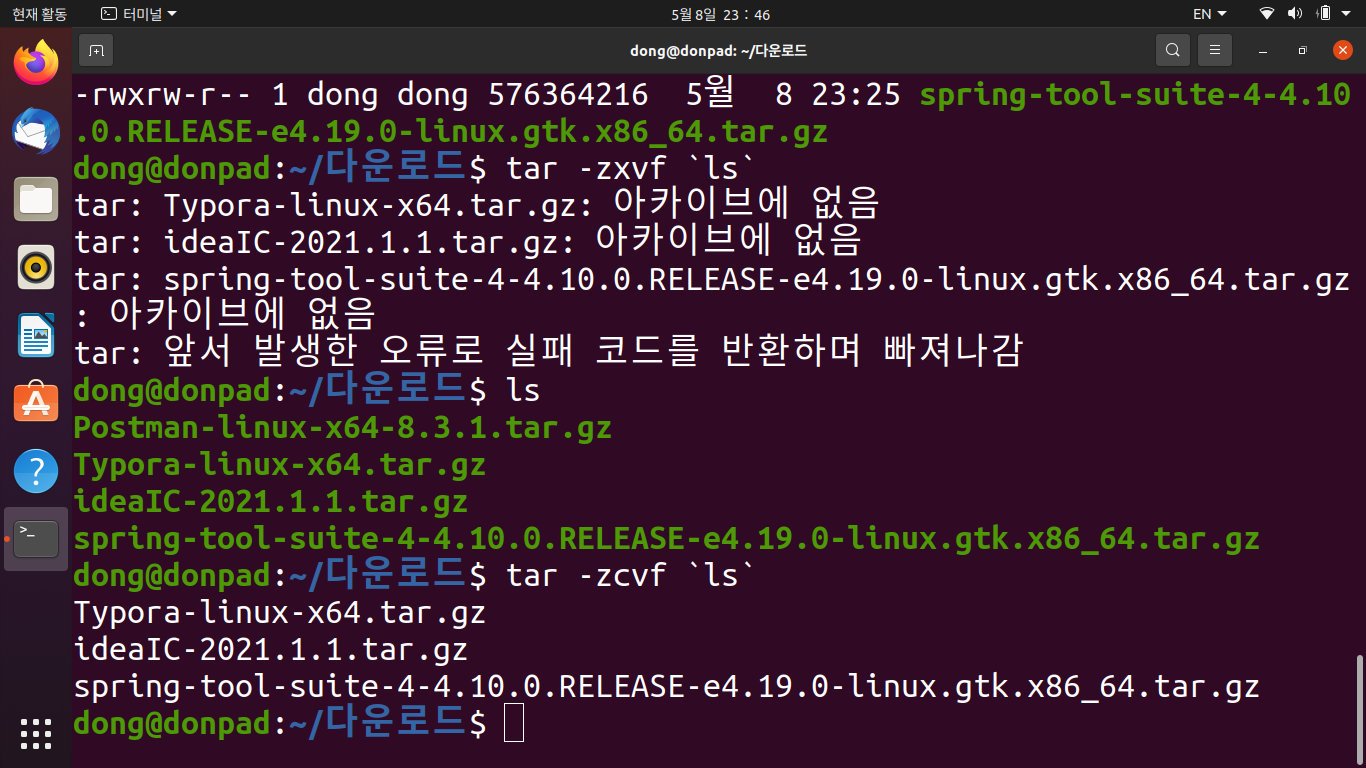 현재 활동 터미널 5월 8일 23 : 46 EN
dong@donpad: ~/다운로드
-rwxrw-r-- 1 dong dong 576364216  5월  8 23:25 spring-tool-suite-4-4.10
.0.RELEASE-e4.19.0-linux.gtk.x86_64.tar.gz
dong@donpad:~/다운로드$ tar -zxvf `ls`
tar: Typora-linux-x64.tar.gz: 아카이브에 없음
tar: ideaIC-2021.1.1.tar.gz: 아카이브에 없음
tar: spring-tool-suite-4-4.10.0.RELEASE-e4.19.0-linux.gtk.x86_64.tar.gz
: 아카이브에 없음
tar: 앞서 발생한 오류로 실패 코드를 반환하며 빠져나감
dong@donpad:~/다운로드$ ls
Postman-linux-x64-8.3.1.tar.gz
Typora-linux-x64.tar.gz
ideaIC-2021.1.1.tar.gz
spring-tool-suite-4-4.10.0.RELEASE-e4.19.0-linux.gtk.x86_64.tar.gz
dong@donpad:~/다운로드$ tar -zcvf `ls`
Typora-linux-x64.tar.gz
ideaIC-2021.1.1.tar.gz
spring-tool-suite-4-4.10.0.RELEASE-e4.19.0-linux.gtk.x86_64.tar.gz
dong@donpad:~/다운로드$